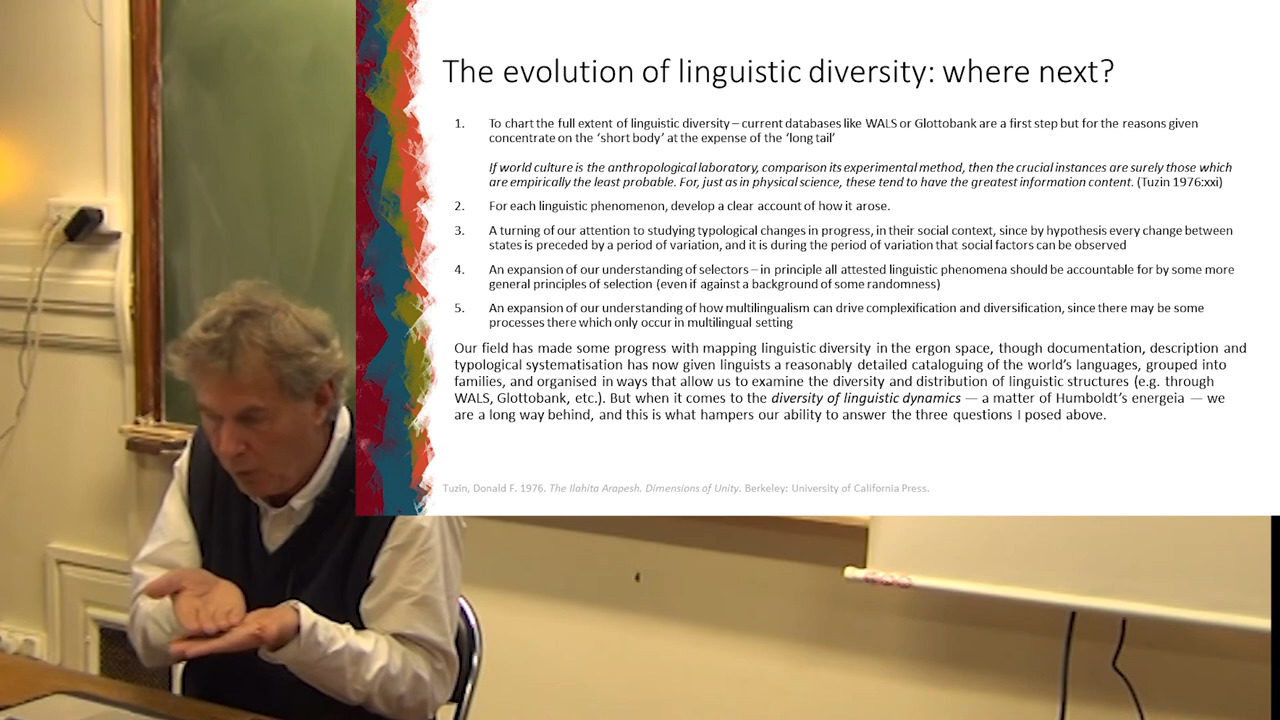 The evolution of linguistic diversity: where next?
1. To chart the full extent of linguistic diversity – current databases like WALS or Glottobank are a first step but for the reasons given
concentrate on the ‘short body’ at the expense of the ‘long tail’
If world culture is the anthropological laboratory, comparison its experimental method, then the crucial instances are surely those which
are empirically the least probable. For, just as in physical science, these tend to have the greatest information content. (Tuzin 1976:xxi)
2. For each linguistic phenomenon, develop a clear account of how it arose.
3. A turning of our attention to studying typological changes in progress, in their social context, since by hypothesis every change between
states is preceded by a period of variation, and it is during the period of variation that social factors can be observed
4. An expansion of our understanding of selectors – in principle all attested linguistic phenomena should be accountable for by some more
general principles of selection (even if against a background of some randomness)
5. An expansion of our understanding of how multilingualism can drive complexification and diversification, since there may be some
processes there which only occur in multilingual setting
Our field has made some progress with mapping linguistic diversity in the ergon space, though documentation, description and
typological systematisation has now given linguists a reasonably detailed cataloguing of the world’s languages, grouped into
families, and organised in ways that allow us to examine the diversity and distribution of linguistic structures (e.g. through
WALS, Glottobank, etc.). But when it comes to the diversity of linguistic dynamics — a matter of Humboldt’s energeia — we
are a long way behind, and this is what hampers our ability to answer the three questions I posed above.
Tuzin, Donald F. 1976. The Ilahita Arapesh. Dimensions of Unity. Berkeley: University of California Press.